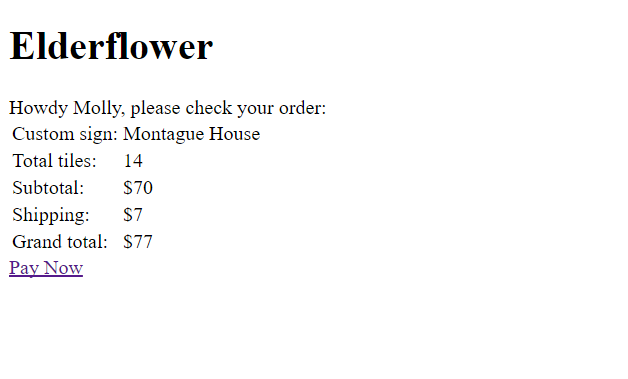 Elderflower
Howdy Molly, please check your order:
Custom sign: Montague House
Total tiles: 14
Subtotal: $70
Shipping: $7
Grand total: $77
Pay Now